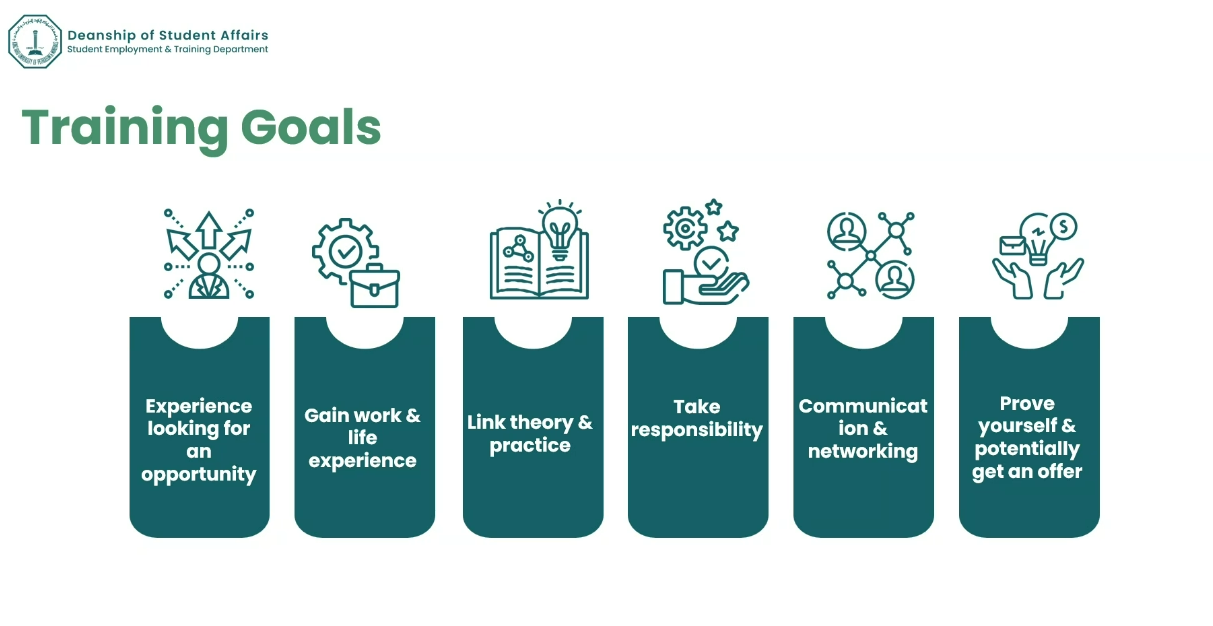 Deanship of Student Affairs
Student Employment & Training Department
Training Goals
Experience
looking for
an
opportunity
Gain work &
life
experience
Link theory &
practice
Take
responsibility
Communicat
ion &
networking
Prove
yourself &
potentially
get an offer
$